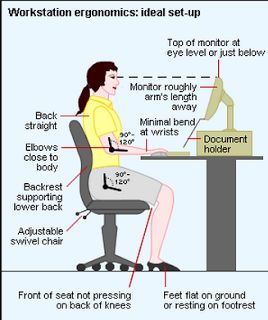 Workstation ergonomics: ideal set-up
Top of monitor at
eye level or just below
Monitor roughly
arm's length
away
Back
straight
Minimal bend
at wrists
Document
holder
90°-
120°
Elbows
close to
body
90°-
120°
Backrest
supporting
lower back
Adjustable
swivel chair
Front of seat not pressing
on back of knees
Feet flat on ground
or resting on footrest